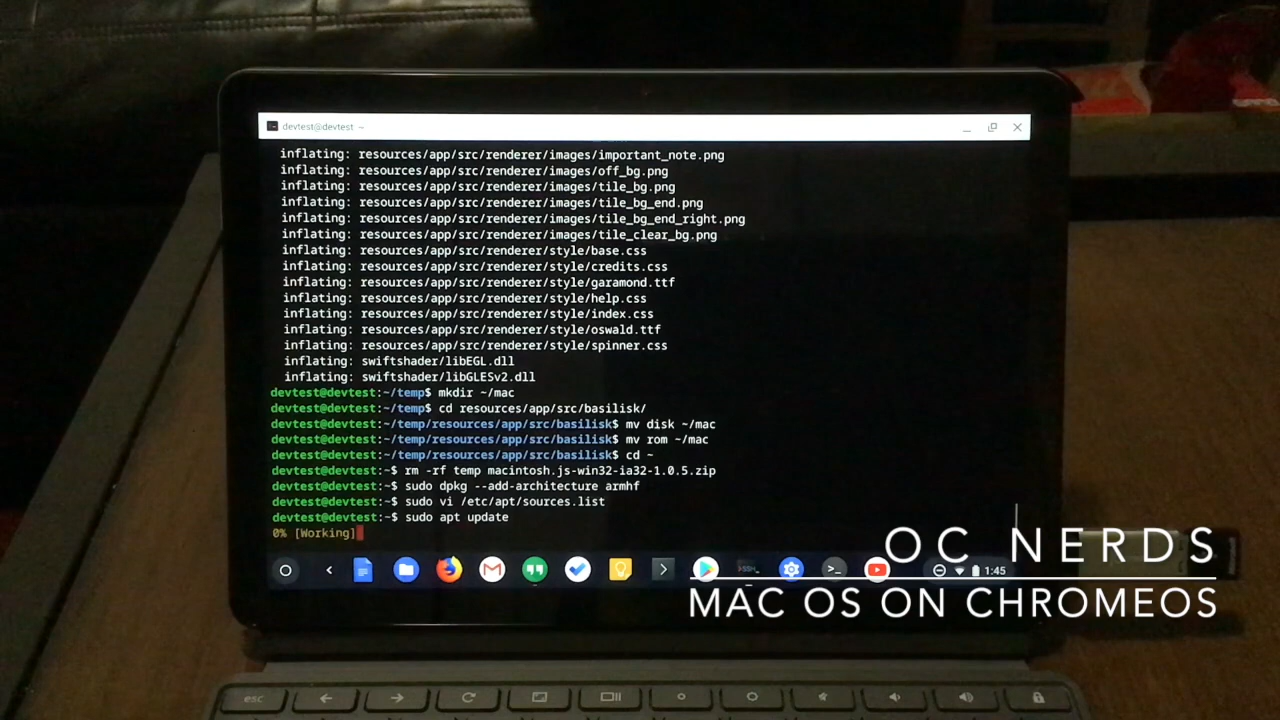 devtest@devtest ~
inflating: resources/app/src/renderer/images/important_note.png
inflating: resources/app/src/renderer/images/off_bg.png
inflating: resources/app/src/renderer/images/tile_bg.png
inflating: resources/app/src/renderer/images/tile_bg_end.png
inflating: resources/app/src/renderer/images/tile_bg_end_right.png
inflating: resources/app/src/renderer/images/tile_clear_bg.png
inflating: resources/app/src/renderer/style/base.css
inflating: resources/app/src/renderer/style/credits.css
inflating: resources/app/src/renderer/style/garamond.ttf
inflating: resources/app/src/renderer/style/help.css
inflating: resources/app/src/renderer/style/index.css
inflating: resources/app/src/renderer/style/oswald.ttf
inflating: resources/app/src/renderer/style/spinner.css
inflating: swiftshader/libEGL.dll
inflating: swiftshader/libGLESv2.dll
devtest@devtest:~/temp$ mkdir ~/mac
devtest@devtest:~/temp$ cd resources/app/src/basilisk/
devtest@devtest:~/temp/resources/app/src/basilisk$ mv disk ~/mac
devtest@devtest:~/temp/resources/app/src/basilisk$ mv rom ~/mac
devtest@devtest:~/temp/resources/app/src/basilisk$ cd ~
devtest@devtest:~$ rm -rf temp macintosh.js-win32-ia32-1.0.5.zip
devtest@devtest:~$ sudo dpkg --add-architecture armhf
devtest@devtest:~$ sudo vi /etc/apt/sources.list
devtest@devtest:~$ sudo apt update
0% [Working]
OC NERDS
SSH_
1:45
MAC OS ON CHROMEOS
esc